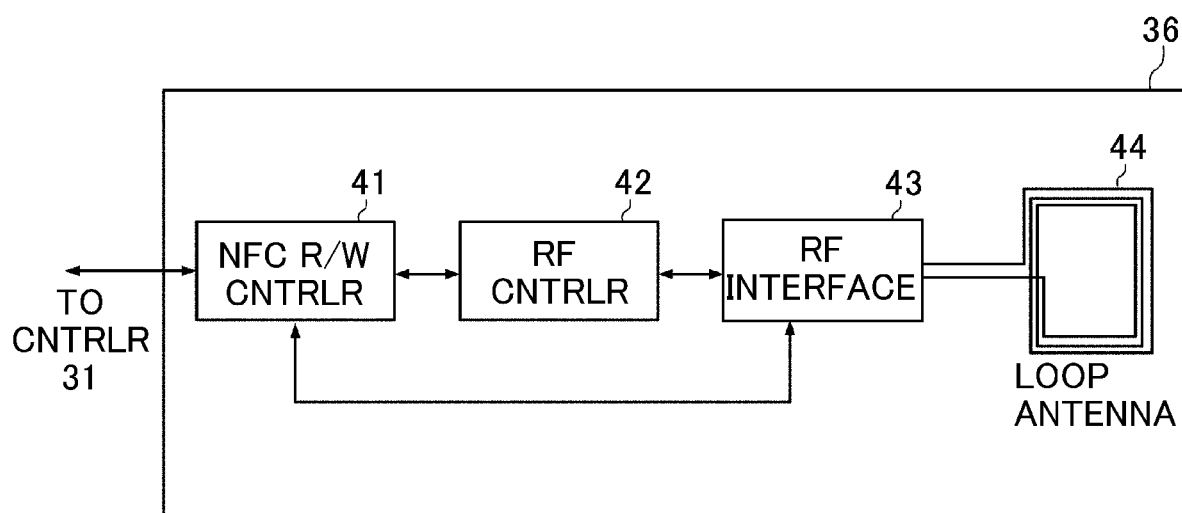 36
44
41
42
43
NFC R/W
CNTRLR
RF
CNTRLR
RF
INTERFACE
TO
CNTRLR
31
LOOP
ANTENNA